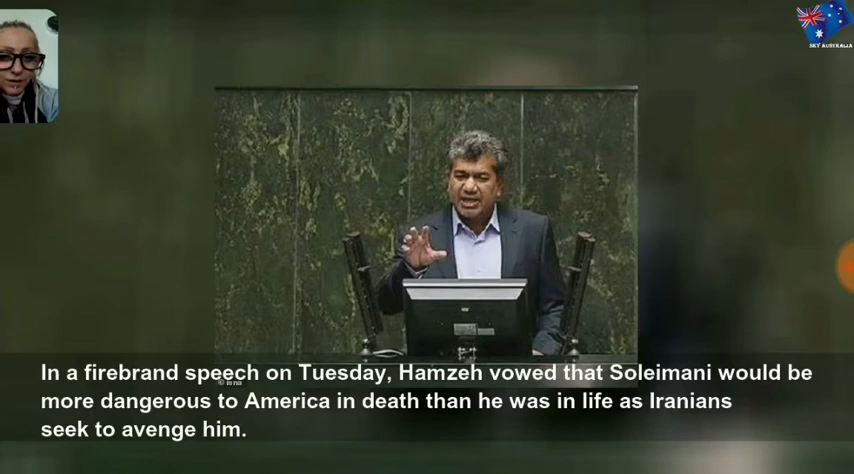 SKY AUSTRALIA
In a firebrand speech on Tuesday, Hamzeh vowed that Soleimani would be
© isna
more dangerous to America in death than he was in life as Iranians
seek to avenge him.